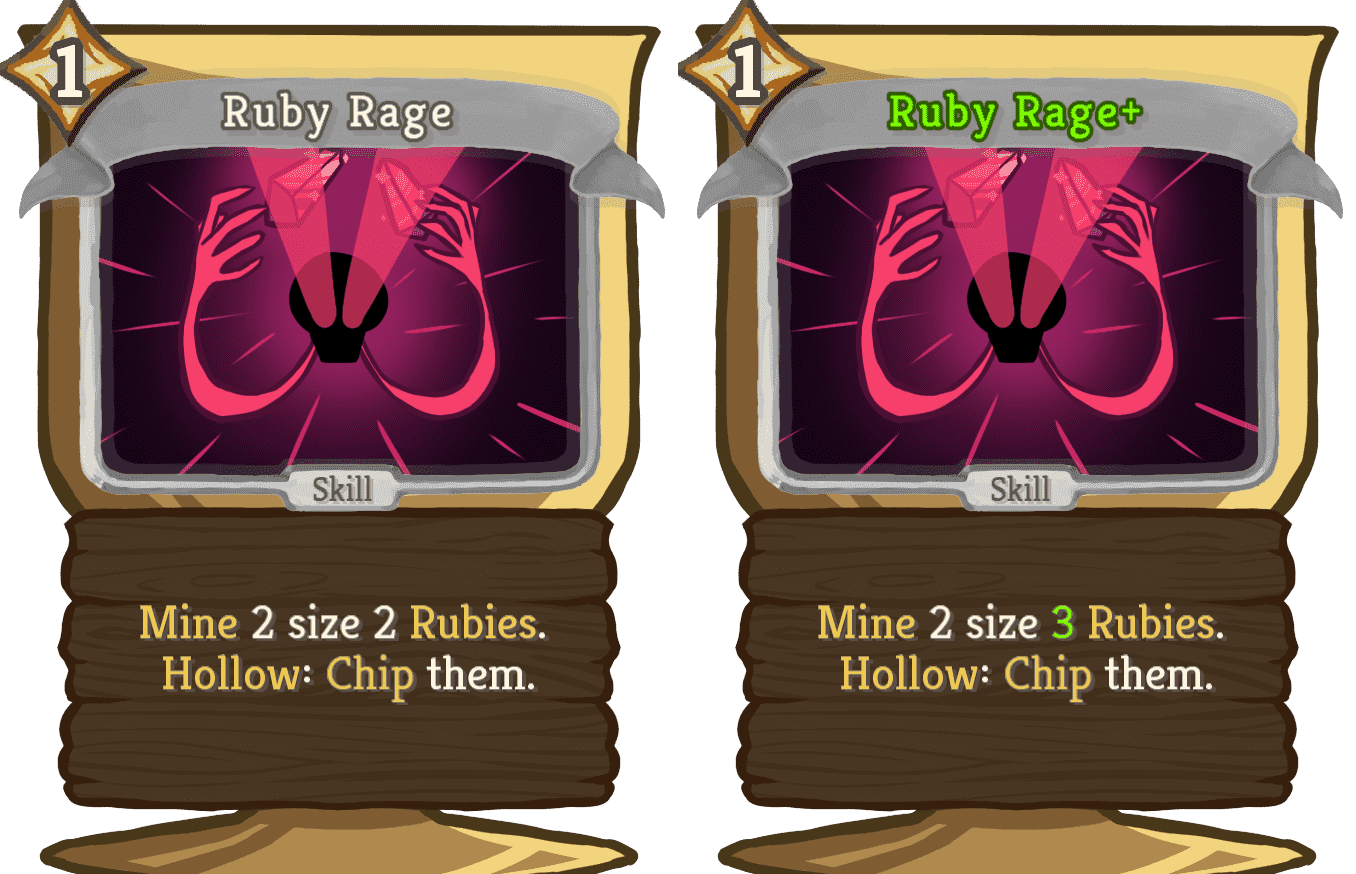 1
Ruby Rage
Skill
Mine 2 size 2 Rubies.
Hollow: Chip them.
1
Ruby Rage+
Skill
Mine 2 size 3 Rubies.
Hollow: Chip them.